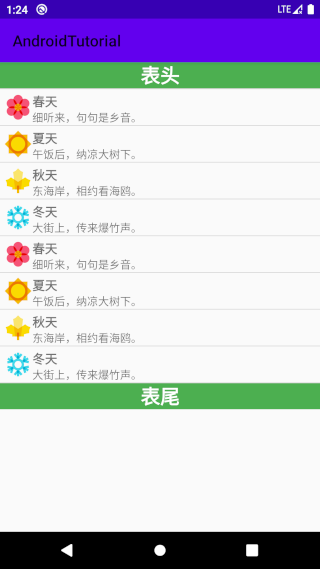 1:24
LTE
AndroidTutorial
表头
春天
细听来，句句是乡音。
夏天
午饭后，纳凉大树下。
秋天
东海岸，相约看海鸥。
冬天
大街上，传来爆竹声。
春天
细听来，句句是乡音。
夏天
午饭后，纳凉大树下。
秋天
东海岸，相约看海鸥。
冬天
大街上，传来爆竹声。
表尾